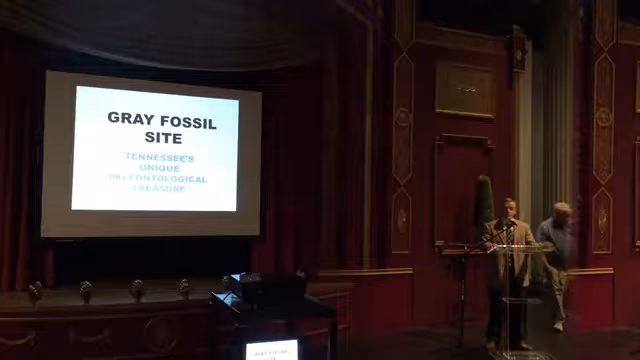 GRAY FOSSIL
SITE
TENNESSEE'S
UNIQUE
PALEONTOLOGICAL
TREASURE